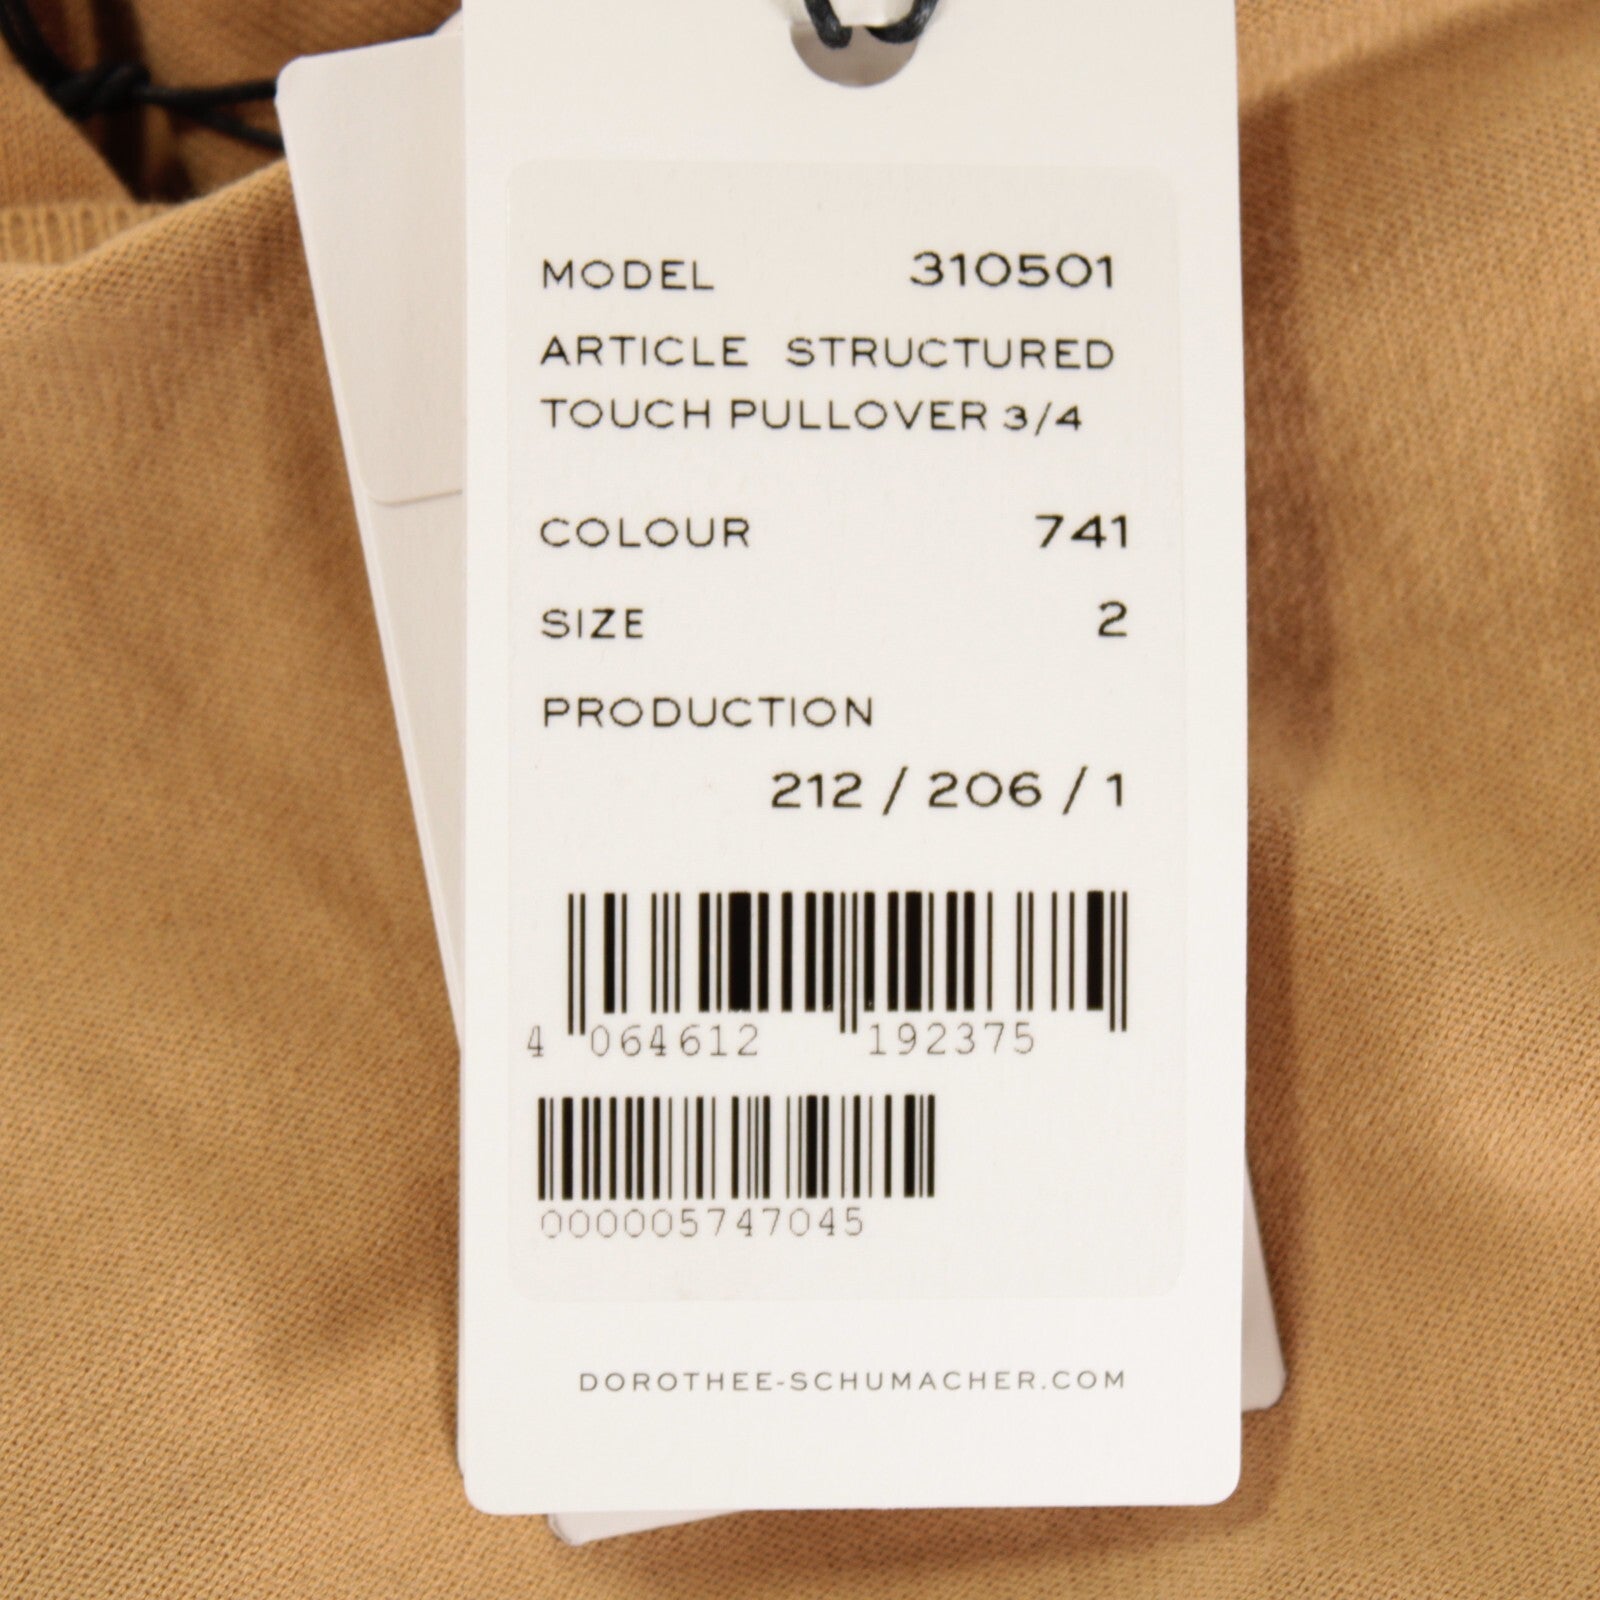 MODEL 310501
ARTICLE STRUCTURED
TOUCH PULLOVER 3/4
COLOUR 741
SIZE 2
PRODUCTION
212 / 206 / 1
4 064612 192375
000005747045
DOROTHEE-SCHUMACHER.COM